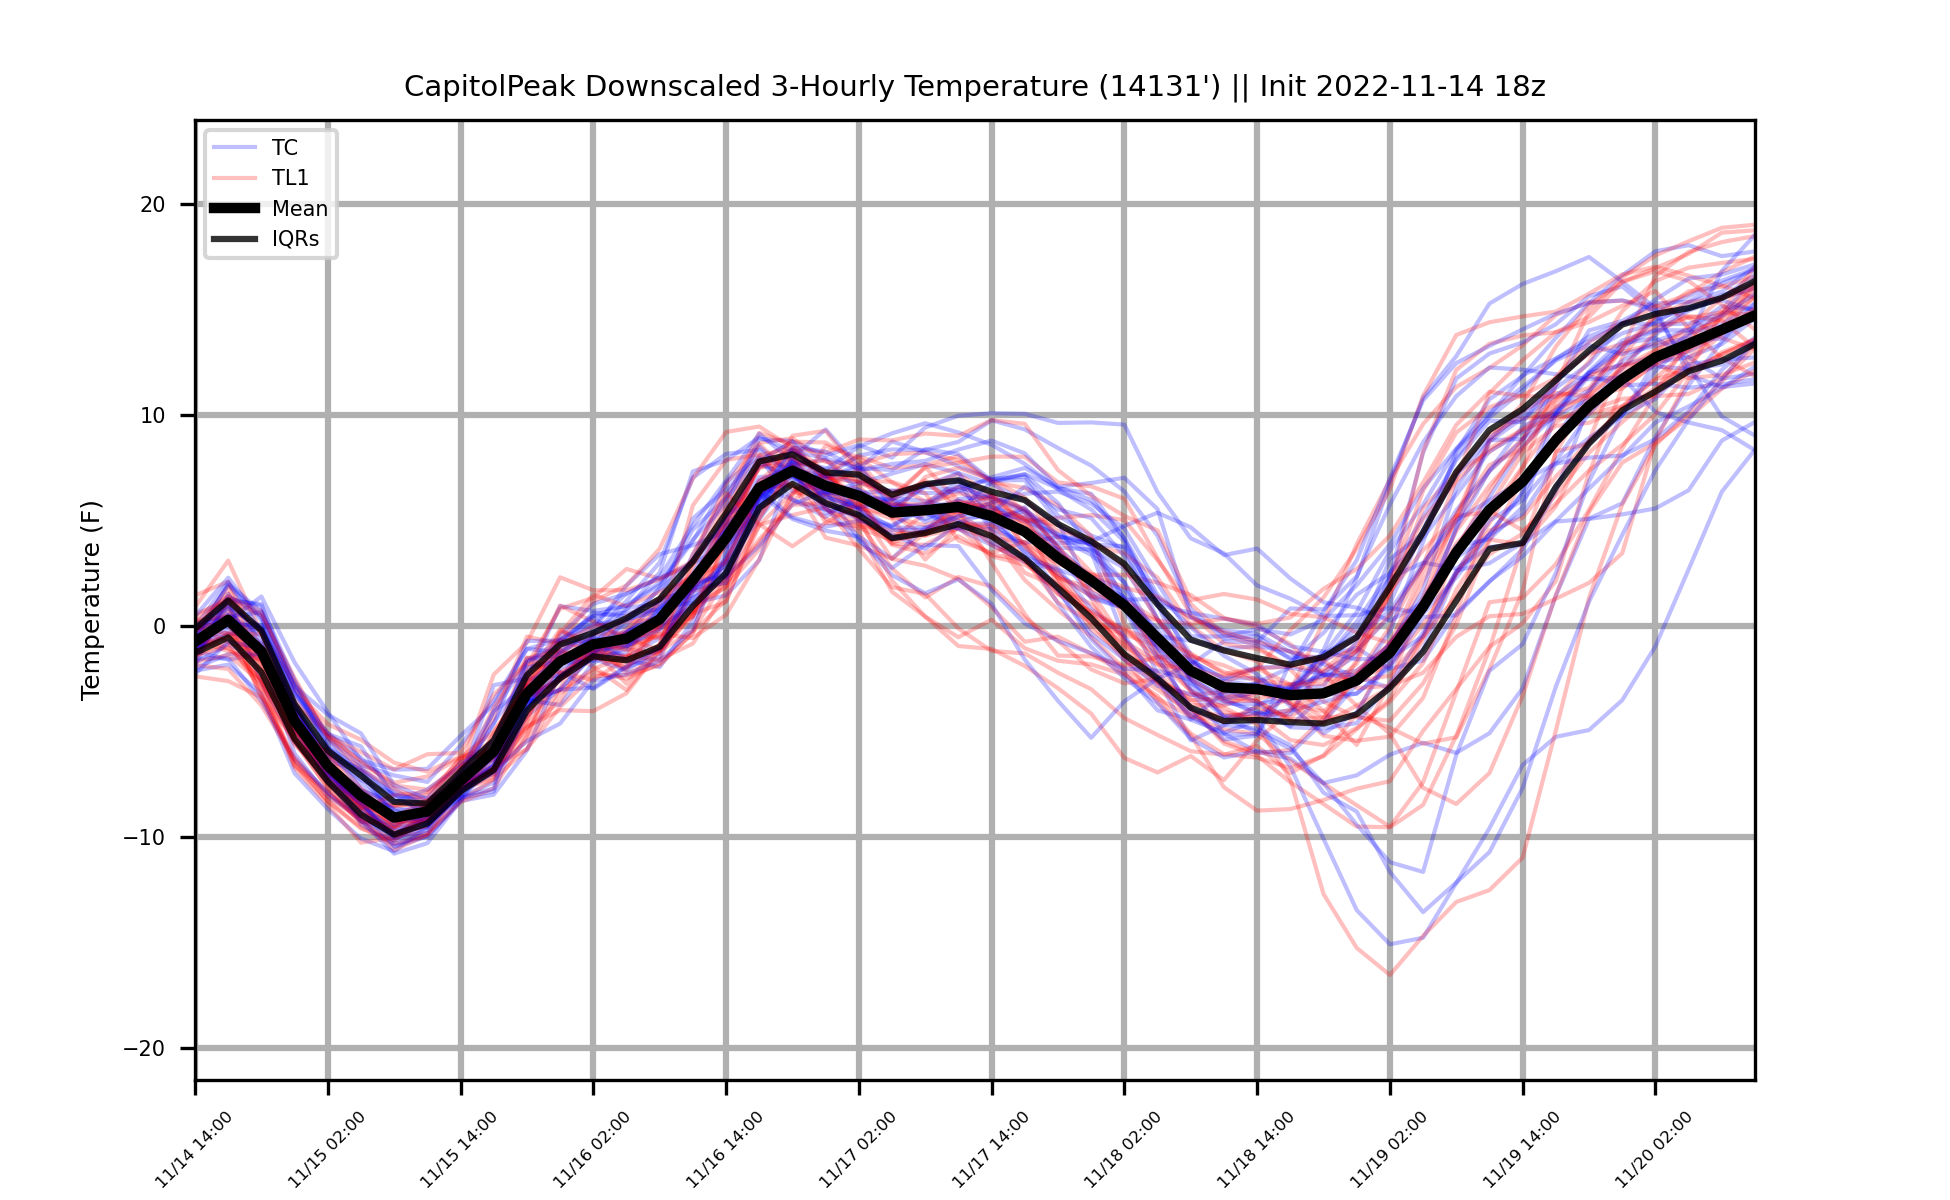 CapitolPeak Downscaled 3-Hourly Temperature (14131') || Init 2022-11-14 18z
TC
TL1
Mean
IQRs
Temperature (F)
20
10
0
−10
−20
11/14 14:00
11/15 02:00
11/15 14:00
11/16 02:00
11/16 14:00
11/17 02:00
11/17 14:00
11/18 02:00
11/18 14:00
11/19 02:00
11/19 14:00
11/20 02:00